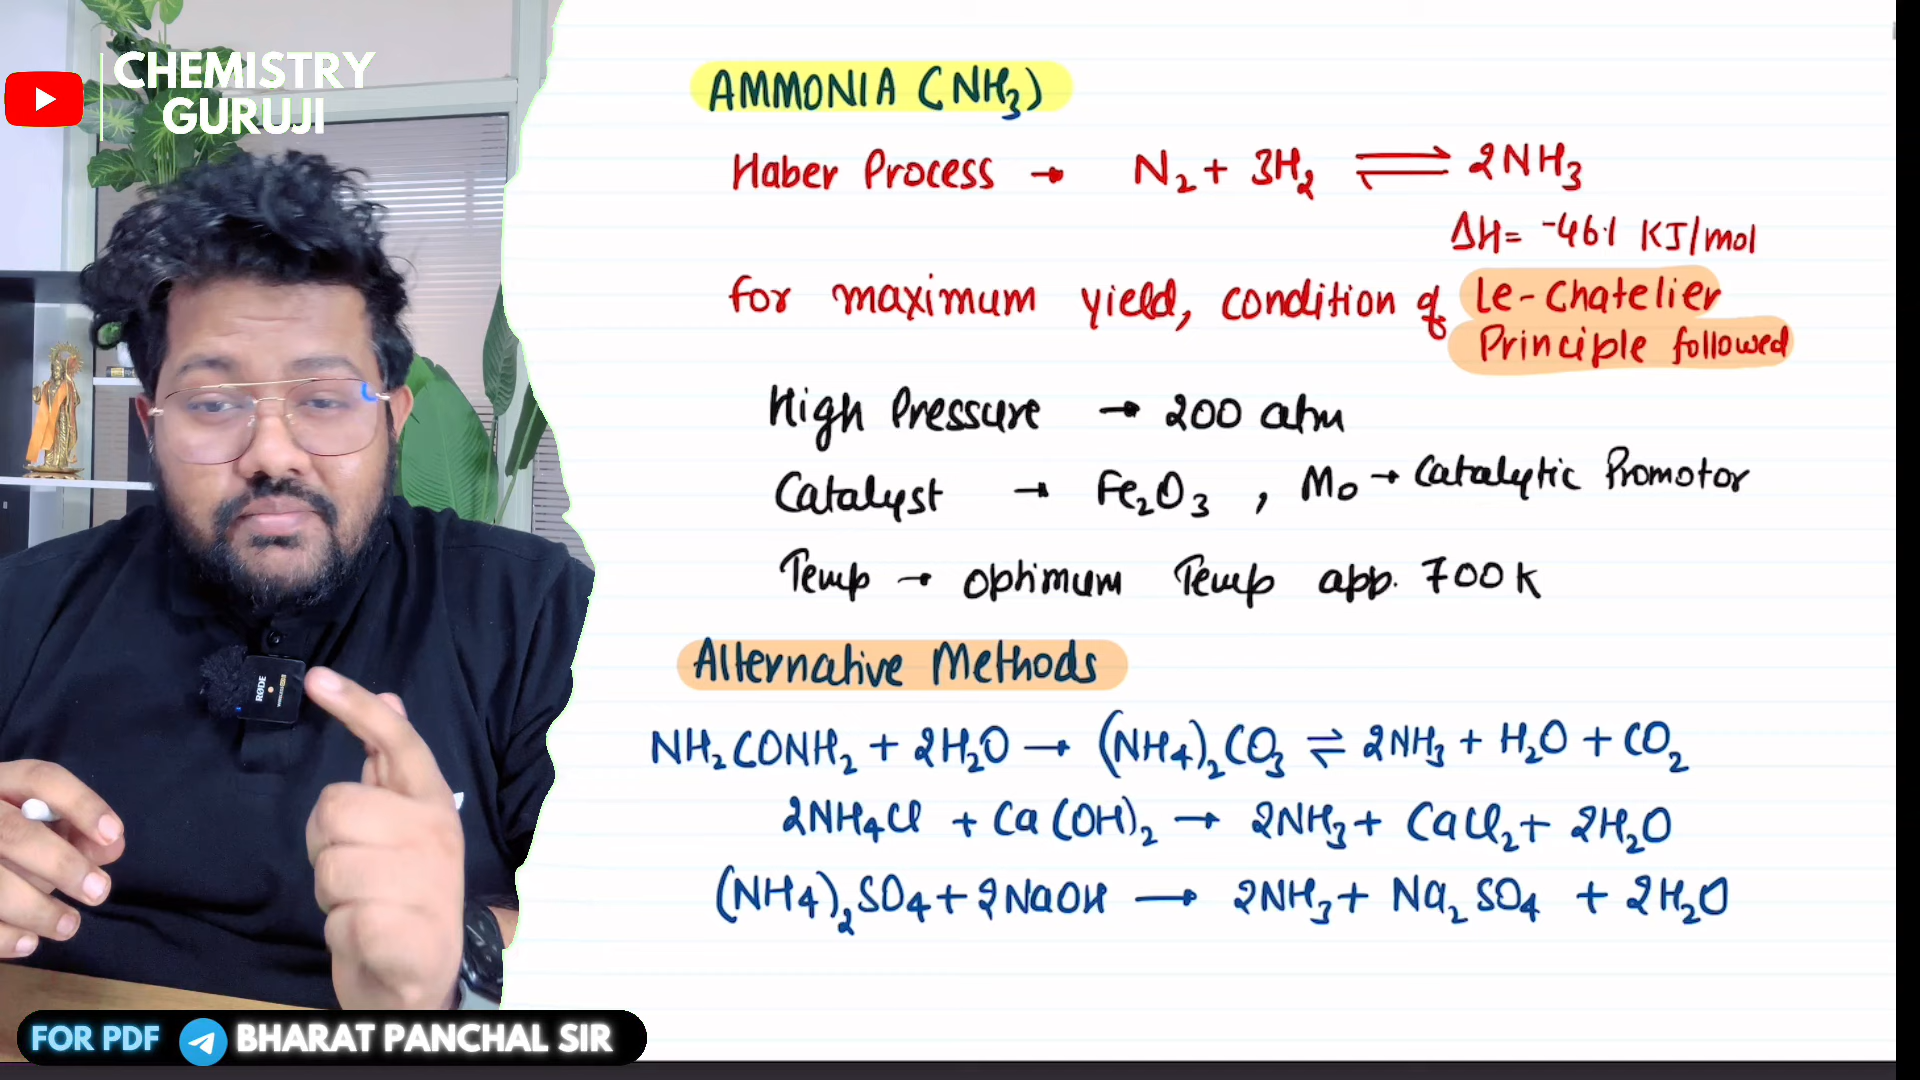 CHEMISTRY
GURUJI
AMMONIA (NH₃)
Haber Process → N₂ + 3H₂ ⇌ 2NH₃
ΔH = -46.1 KJ/mol
for maximum yield, condition of Le-Chatelier
Principle followed
High Pressure → 200 atm
Catalyst → Fe₂O₃ , Mo → Catalytic Promotor
Temp → optimum Temp app. 700K
Alternative Methods
NH₂CONH₂ + 2H₂O → (NH₄)₂CO₃ ⇌ 2NH₃ + H₂O + CO₂
2NH₄Cl + Ca(OH)₂ → 2NH₃ + CaCl₂ + 2H₂O
(NH₄)₂SO₄ + 2NaOH → 2NH₃ + Na₂SO₄ + 2H₂O
RØDE
FOR PDF BHARAT PANCHAL SIR